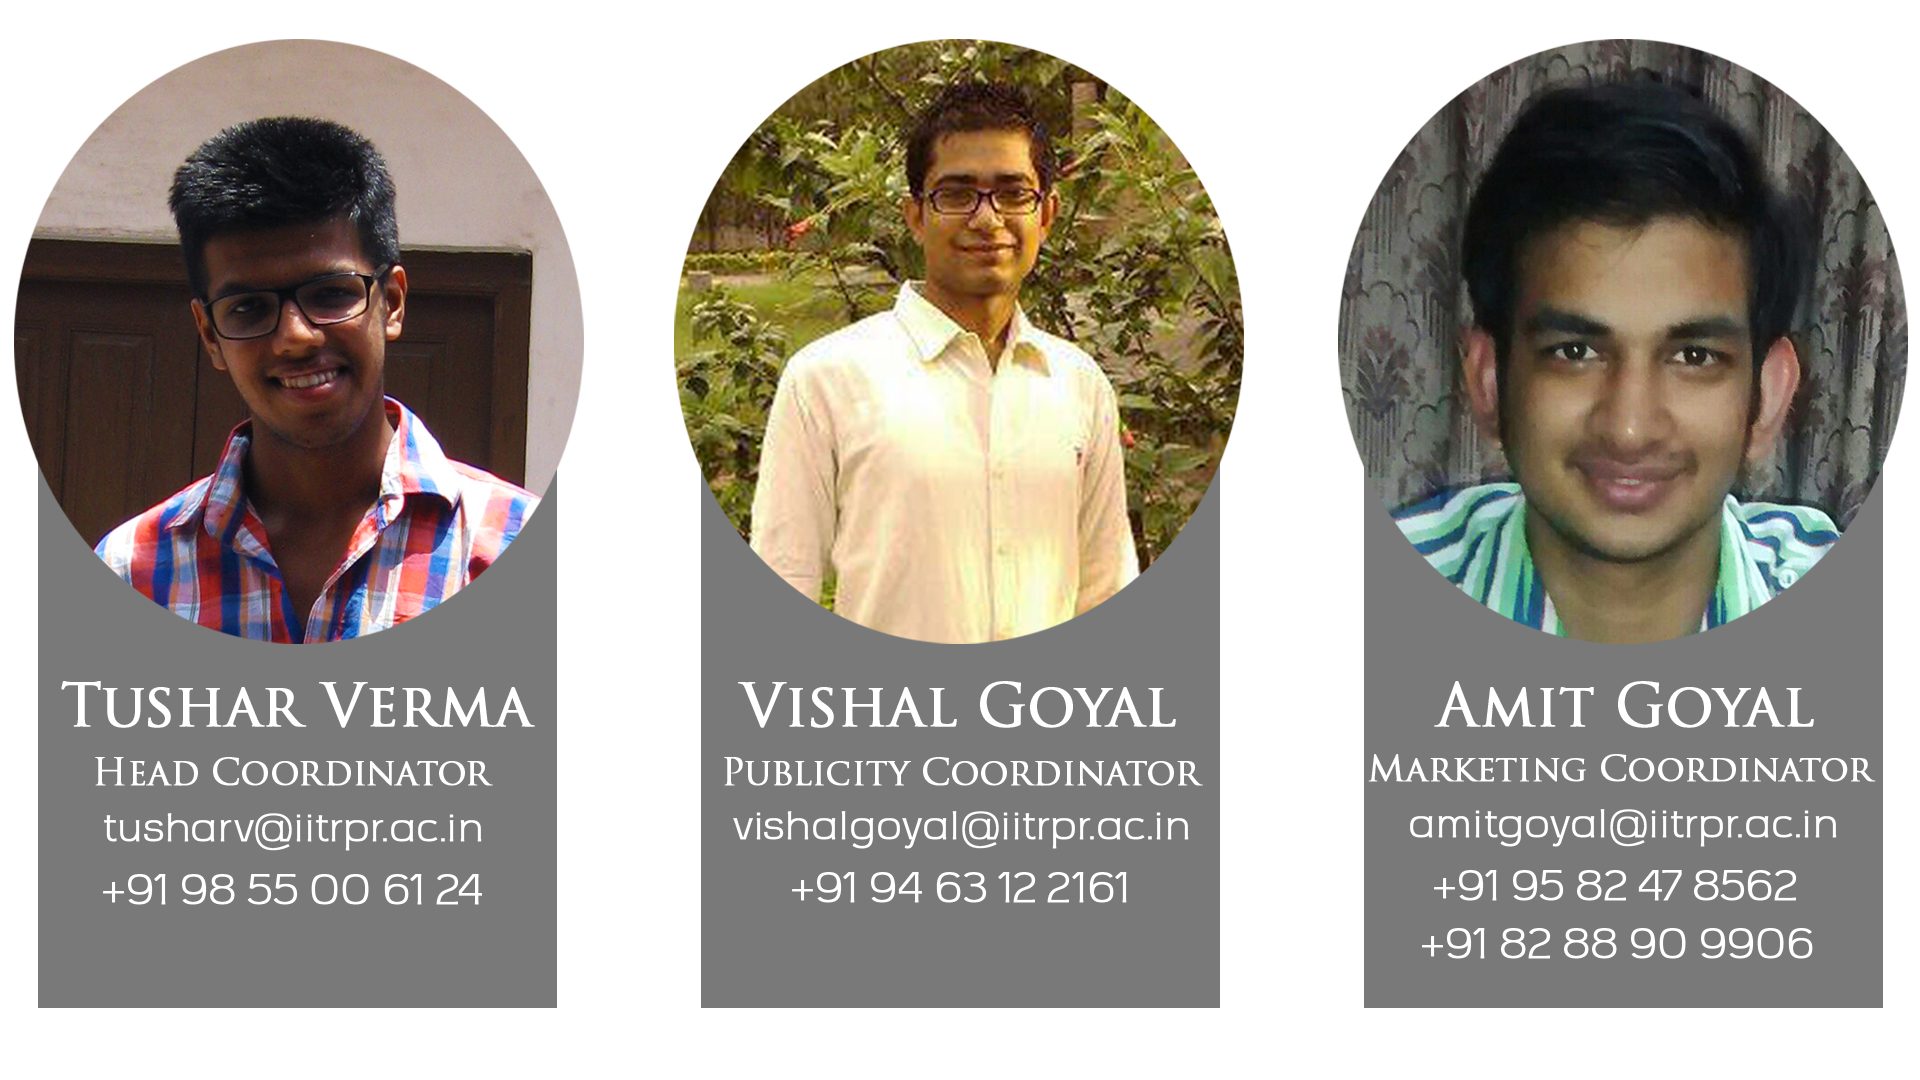 Tushar Verma
Head Coordinator
tusharv@iitrpr.ac.in
+91 98 55 00 61 24
Vishal Goyal
Publicity Coordinator
vishalgoyal@iitrpr.ac.in
+91 94 63 12 2161
Amit Goyal
Marketing Coordinator
amitgoyal@iitrpr.ac.in
+91 95 82 47 8562
+91 82 88 90 9906